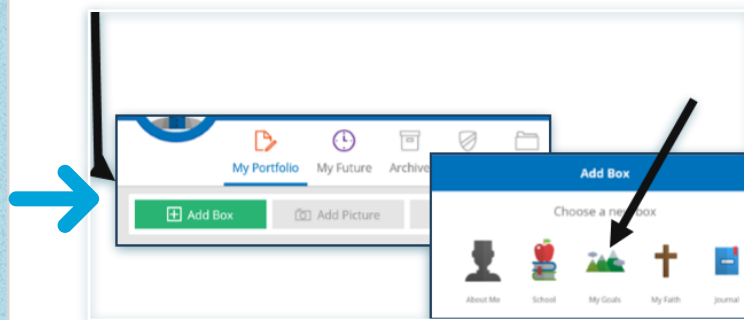 My Portfolio My Future Archive
Add Box Add Picture
Add Box
Choose a new box
About Me School My Goals My Faith Journal